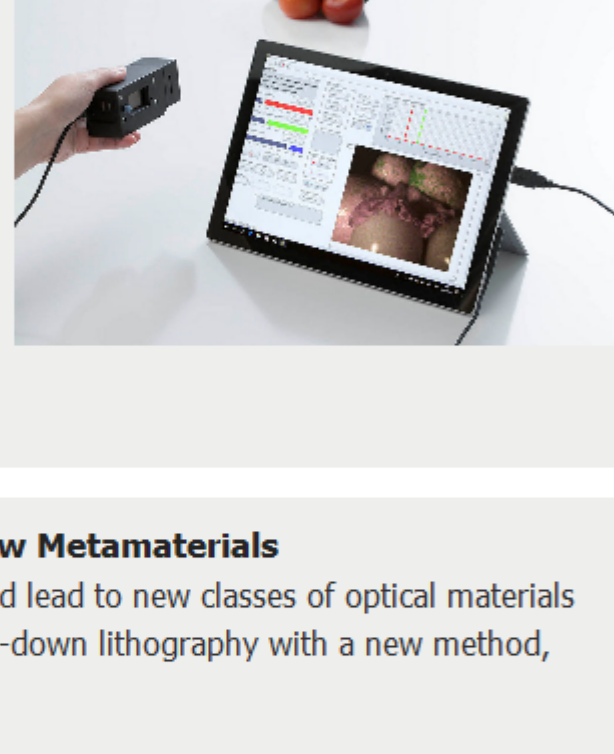 w Metamaterials
d lead to new classes of optical materials
-down lithography with a new method,